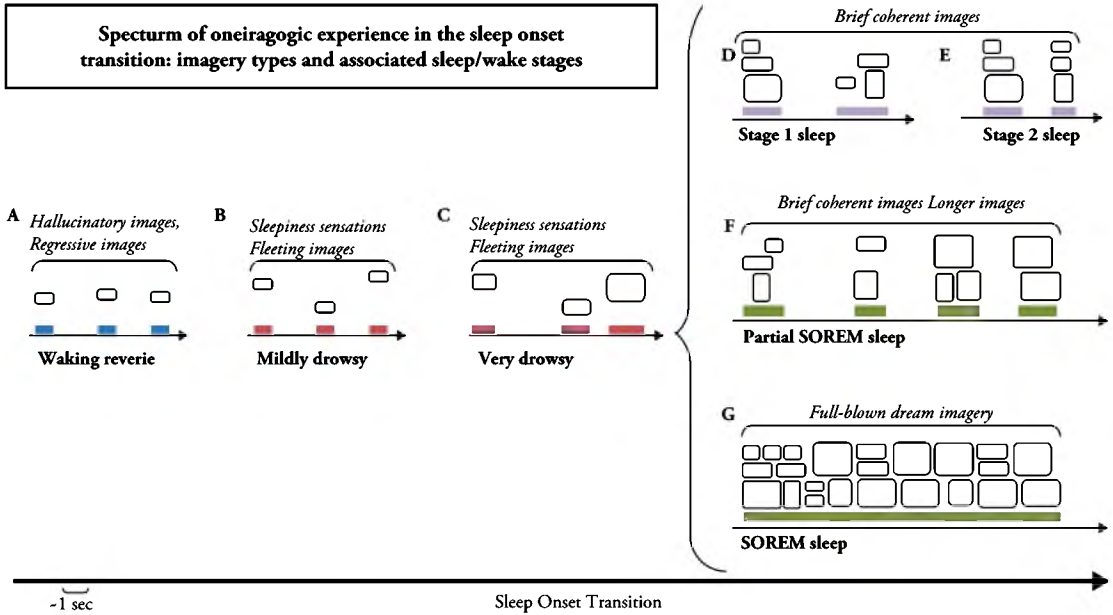 Specturm of oneiragogic experience in the sleep onset
transition: imagery types and associated sleep/wake stages
A
Hallucinatory images,
Regressive images
Waking reverie
B
Sleepiness sensations
Fleeting images
Mildly drowsy
C
Sleepiness sensations
Fleeting images
Very drowsy
Brief coherent images
D
Stage 1 sleep
E
Stage 2 sleep
Brief coherent images Longer images
F
Partial SOREM sleep
G
Full-blown dream imagery
SOREM sleep
~1 sec
Sleep Onset Transition